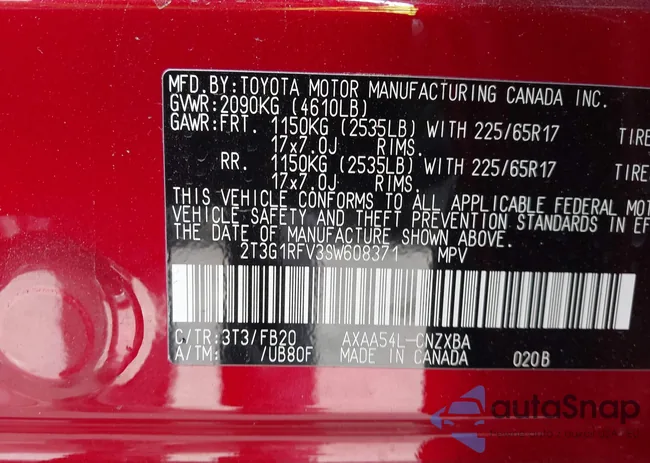 MFD.BY:TOYOTA MOTOR MANUFACTURING CANADA INC.
GVWR:2090KG (4610LB)
GAWR:FRT. 1150KG (2535LB) WITH 225/65R17 TIRE
17x7.0J RIMS.
RR. 1150KG (2535LB) WITH 225/65R17 TIRE
17x7.0J RIMS.
THIS VEHICLE CONFORMS TO ALL APPLICABLE FEDERAL MOT
VEHICLE SAFETY AND THEFT PREVENTION STANDARDS IN EF
THE DATE OF MANUFACTURE SHOWN ABOVE.
2T3G1RFV3SW608371 MPV
C/TR:3T3/FB20 AXAA54L-CNZXBA
A/TM: /UB80F MADE IN CANADA 020B
autaSnap